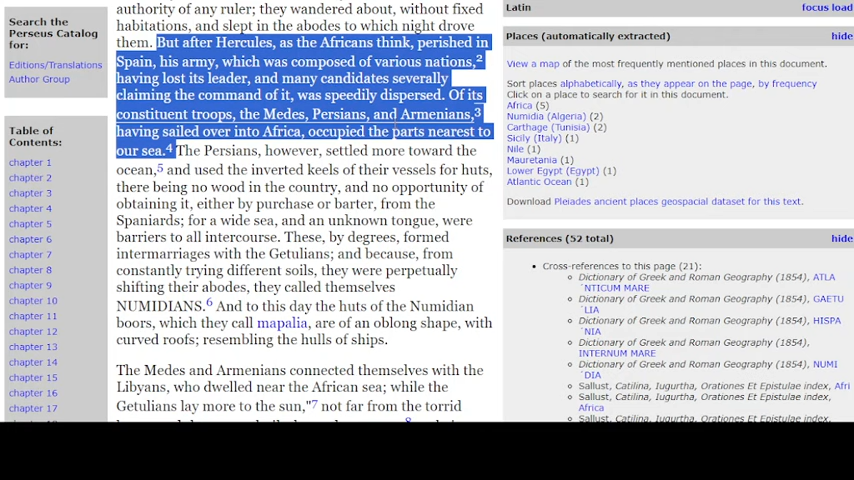 Search the
Perseus Catalog
for:
Editions/Translations
Author Group
Table of
Contents:
chapter 1
chapter 2
chapter 3
chapter 4
chapter 5
chapter 6
chapter 7
chapter 8
chapter 9
chapter 10
chapter 11
chapter 12
chapter 13
chapter 14
chapter 15
chapter 16
chapter 17
authority of any ruler; they wandered about, without fixed
habitations, and slept in the abodes to which night drove
them. But after Hercules, as the Africans think, perished in
Spain, his army, which was composed of various nations,2
having lost its leader, and many candidates severally
claiming the command of it, was speedily dispersed. Of its
constituent troops, the Medes, Persians, and Armenians,3
having sailed over into Africa, occupied the parts nearest to
our sea.4 The Persians, however, settled more toward the
ocean,5 and used the inverted keels of their vessels for huts,
there being no wood in the country, and no opportunity of
obtaining it, either by purchase or barter, from the
Spaniards; for a wide sea, and an unknown tongue, were
barriers to all intercourse. These, by degrees, formed
intermarriages with the Getulians; and because, from
constantly trying different soils, they were perpetually
shifting their abodes, they called themselves
NUMIDIANS.6 And to this day the huts of the Numidian
boors, which they call mapalia, are of an oblong shape, with
curved roofs; resembling the hulls of ships.
The Medes and Armenians connected themselves with the
Libyans, who dwelled near the African sea; while the
Getulians lay more to the sun,"7 not far from the torrid
8
Latin
focus load
Places (automatically extracted)
hide
View a map of the most frequently mentioned places in this document.
Sort places alphabetically, as they appear on the page, by frequency
Click on a place to search for it in this document.
Africa (5)
Numidia (Algeria) (2)
Carthage (Tunisia) (2)
Sicily (Italy) (1)
Nile (1)
Mauretania (1)
Lower Egypt (Egypt) (1)
Atlantic Ocean (1)
Download Pleiades ancient places geospatial dataset for this text.
References (52 total)
hide
Cross-references to this page (21):
Dictionary of Greek and Roman Geography (1854), ATLA
´NTICUM MARE
Dictionary of Greek and Roman Geography (1854), GAETU
´LIA
Dictionary of Greek and Roman Geography (1854), HISPA
´NIA
Dictionary of Greek and Roman Geography (1854),
INTERNUM MARE
Dictionary of Greek and Roman Geography (1854), NUMI
´DIA
Sallust, Catilina, Iugurtha, Orationes Et Epistulae index, Afri
Sallust, Catilina, Iugurtha, Orationes Et Epistulae index,
Africa
Sallust, Catilina, Iugurtha, Orationes Et Epistulae index,